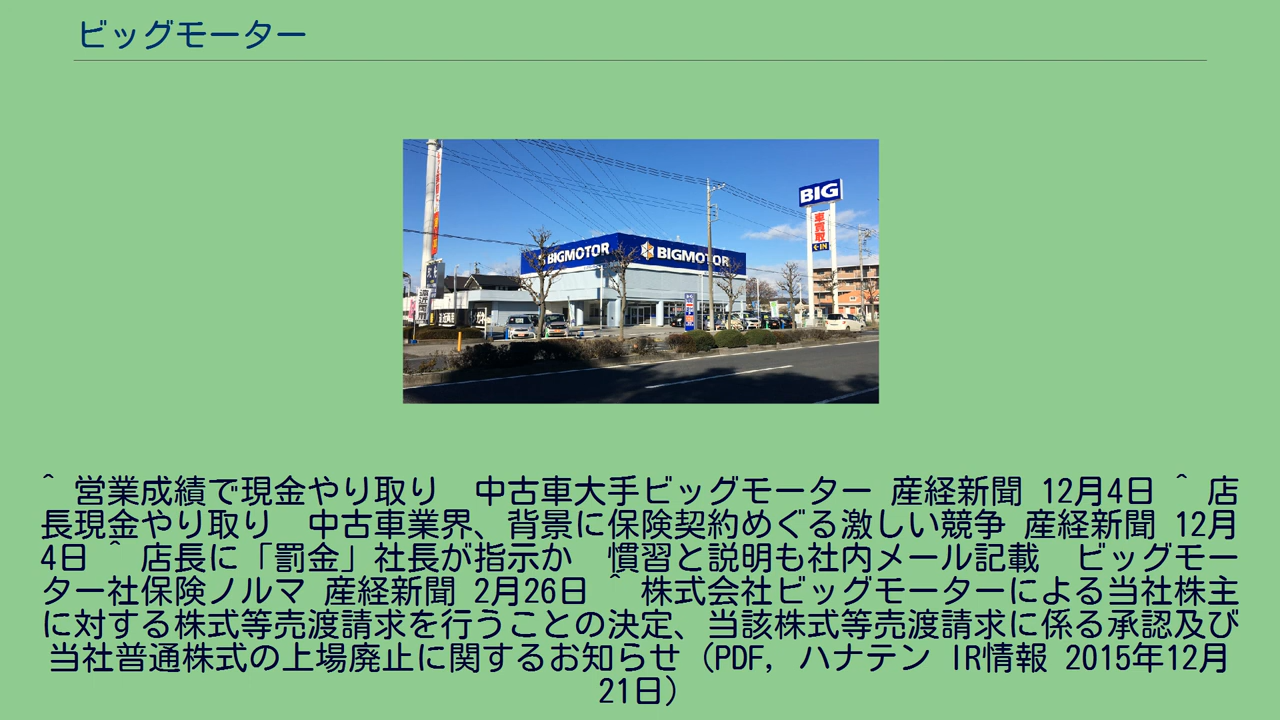 ビッグモーター
BIG
車買取
IN
BIGMOTOR
BIGMOTOR
^ 営業成績で現金やり取り　中古車大手ビッグモーター 産経新聞 12月4日 ^ 店
長現金やり取り　中古車業界、背景に保険契約めぐる激しい競争 産経新聞 12月
4日 ^ 店長に「罰金」社長が指示か　慣習と説明も社内メール記載　ビッグモー
ター社保険ノルマ 産経新聞 2月26日 ^ 株式会社ビッグモーターによる当社株主
に対する株式等売渡請求を行うことの決定、当該株式等売渡請求に係る承認及び
当社普通株式の上場廃止に関するお知らせ（PDF, ハナテン IR情報 2015年12月
21日）